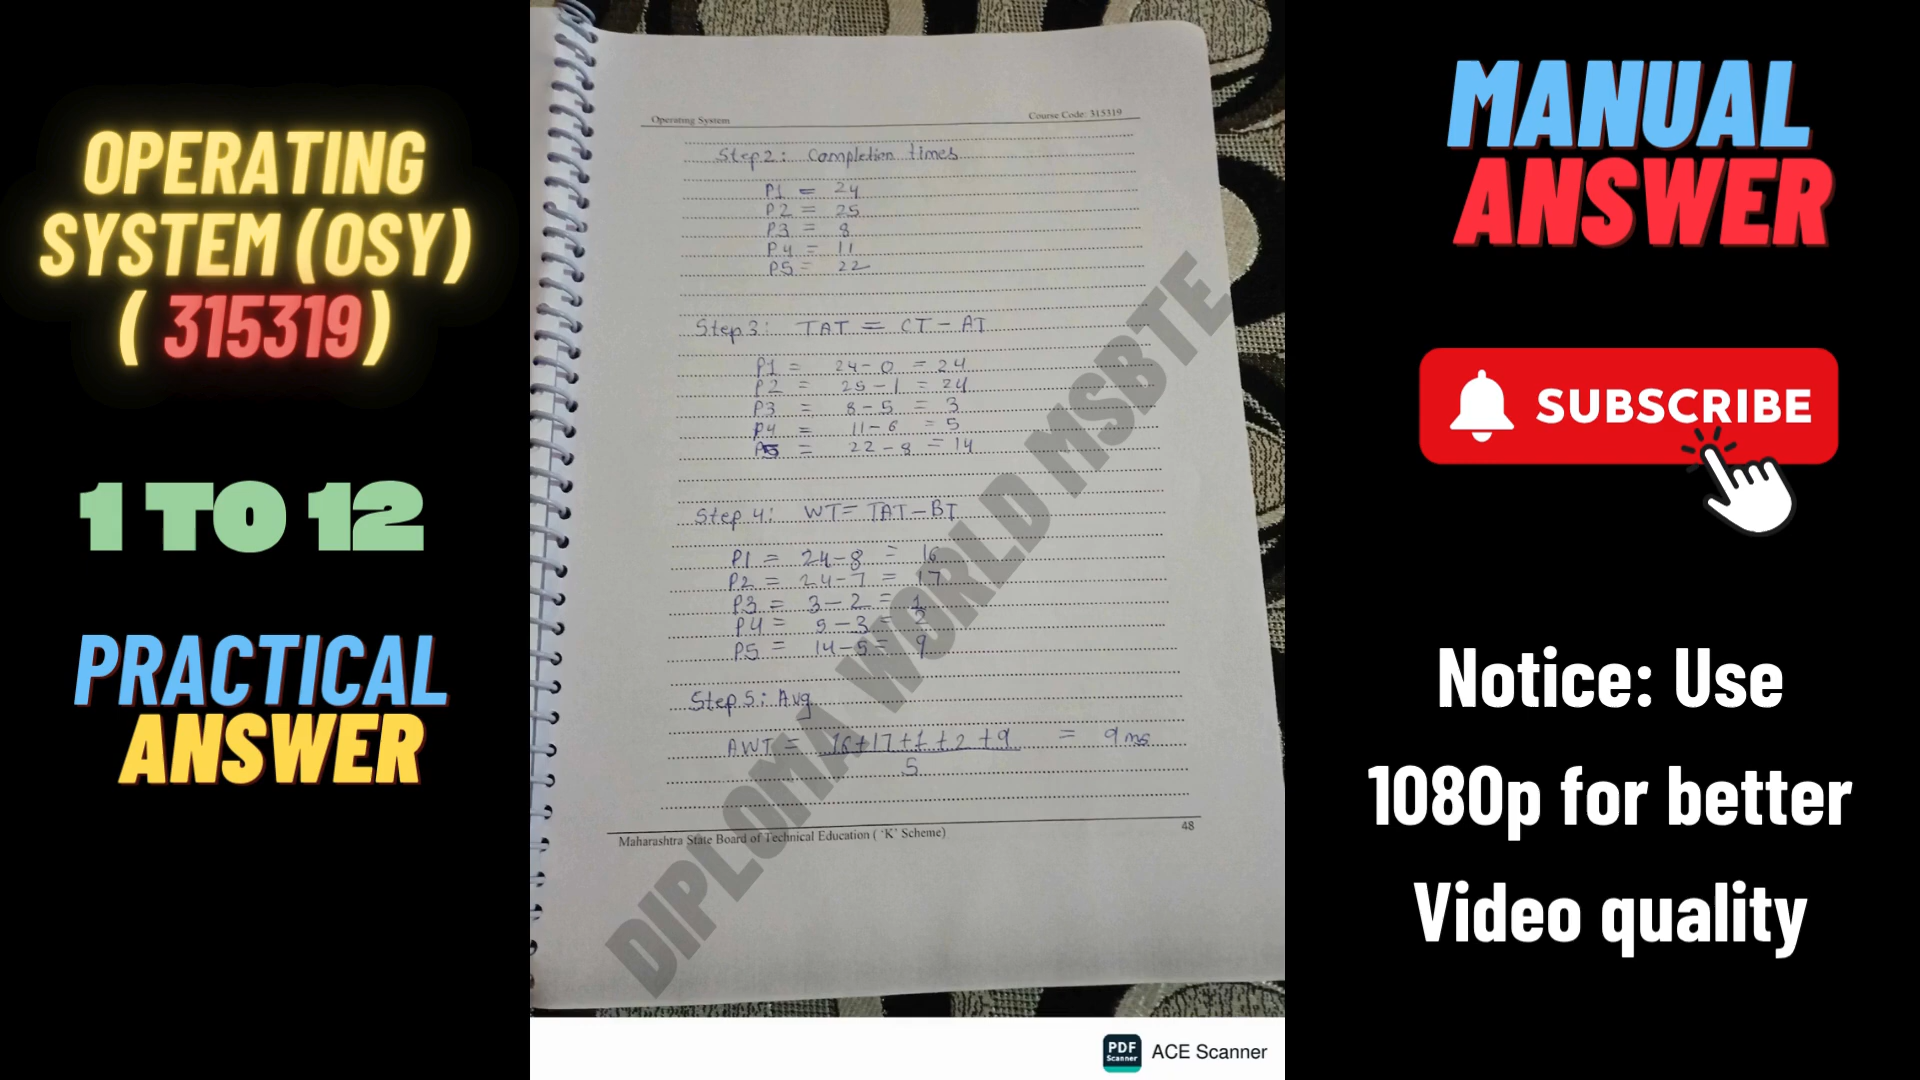 OPERATING
SYSTEM (OSY)
( 315319)
1 TO 12
PRACTICAL
ANSWER
Operating System
Course Code: 315319
Step 2: Completion times
P1 = 24
P2 = 25
P3 = 8
P4 = 11
P5 = 22
Step 3: TAT = CT - AT
P1 = 24-0 = 24
P2 = 25-1 = 24
P3 = 8-5 = 3
P4 = 11-6 = 5
P5 = 22-8 = 14
Step 4: WT= TAT-BT
P1 = 24-8 = 16
P2 = 24-7 = 17
P3 = 3-2 = 1
P4 = 5-3 = 2
P5 = 14-5 = 9
Step 5: Avg
AWT = 16+17+1+2+9 = 9 ms
5
Maharashtra State Board of Technical Education ( ‘K’ Scheme)
48
DIPLOMA WORLD MSBTE
PDF
Scanner
ACE Scanner
MANUAL
ANSWER
SUBSCRIBE
Notice: Use
1080p for better
Video quality